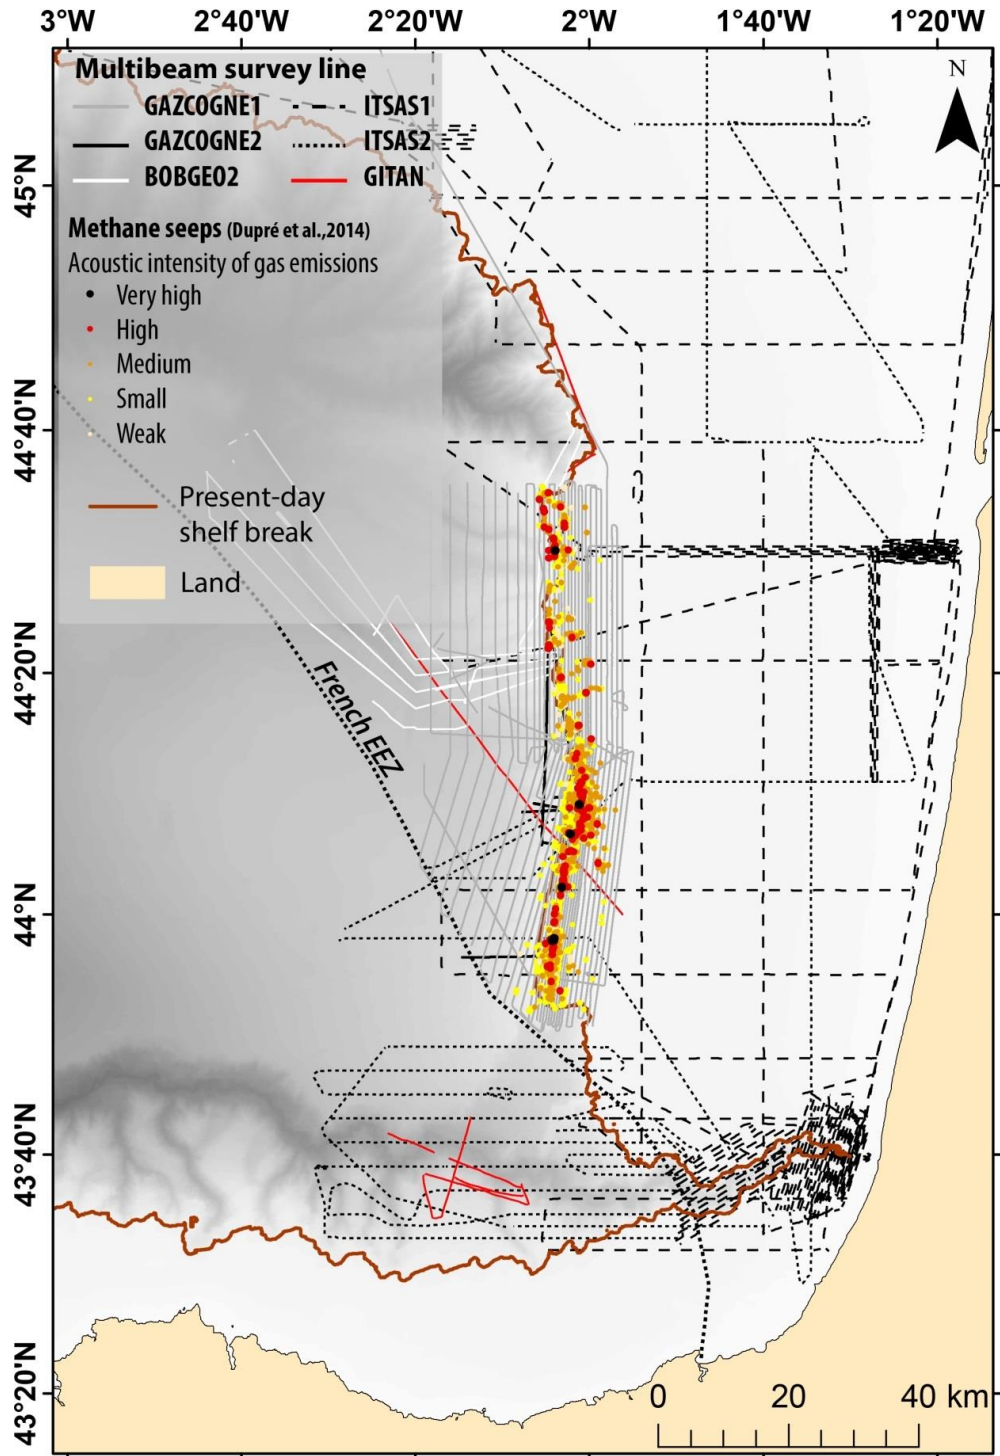 3°W 2°40'W 2°20'W 2°0'W 1°40'W 1°20'W
Multibeam survey line
GAZCOGNE1 ITSAS1
GAZCOGNE2 ITSAS2
BOBGEO2 GITAN
N
45°N
Methane seeps (Dupré et al.,2014)
Acoustic intensity of gas emissions
Very high
High
Medium
Small
Weak
44°40'N
Present-day
shelf break
Land
44°20'N
French EEZ
44°N
43°40'N
43°20'N
0 20 40 km